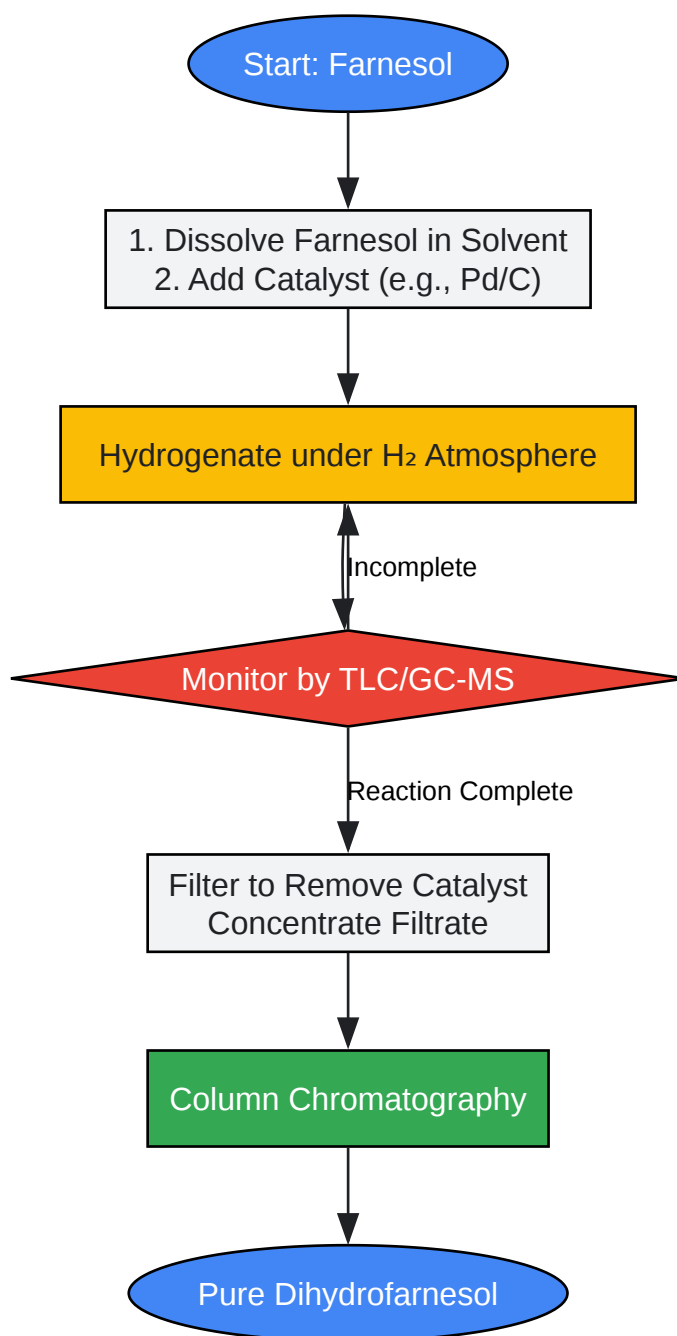 Start: Farnesol
1. Dissolve Farnesol in Solvent
2. Add Catalyst (e.g., Pd/C)
Hydrogenate under H₂ Atmosphere
Incomplete
Monitor by TLC/GC-MS
Reaction Complete
Filter to Remove Catalyst
Concentrate Filtrate
Column Chromatography
Pure Dihydrofarnesol